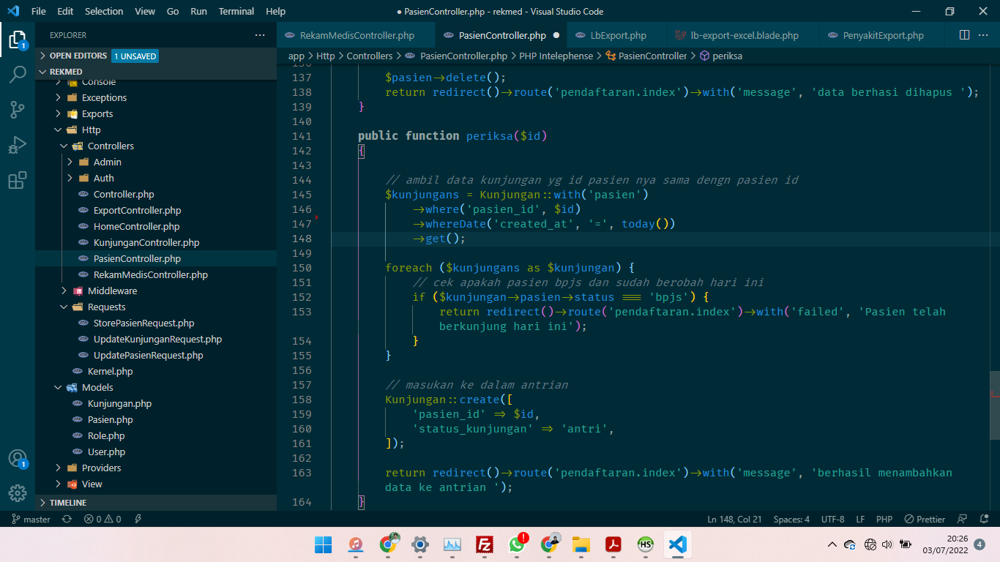 File Edit Selection View Go Run Terminal Help ● PasienController.php - rekmed - Visual Studio Code
EXPLORER ···
RekamMedisController.php PasienController.php ● LbExport.php lb-export-excel.blade.php PenyakitExport.php ···
1
OPEN EDITORS 1 UNSAVED
app > Http > Controllers > PasienController.php > PHP Intelephense > PasienController > periksa
REKMED
Console
Exceptions
Exports
Http
Controllers
Admin
Auth
Controller.php
ExportController.php
HomeController.php
KunjunganController.php
PasienController.php
RekamMedisController.php
Middleware
Requests
StorePasienRequest.php
UpdateKunjunganRequest.php
UpdatePasienRequest.php
Kernel.php
Models
Kunjungan.php
Pasien.php
Role.php
User.php
Providers
View
TIMELINE
1
136
137 $pasien->delete();
138 return redirect()->route('pendaftaran.index')->with('message', 'data berhasi dihapus ');
139 }
140
141 public function periksa($id)
142 {
143
144 // ambil data kunjungan yg id pasien nya sama dengn pasien id
145 $kunjungans = Kunjungan::with('pasien')
146 ->where('pasien_id', $id)
147 ->whereDate('created_at', '=', today())
148 ->get();
149
150 foreach ($kunjungans as $kunjungan) {
151 // cek apakah pasien bpjs dan sudah berobah hari ini
152 if ($kunjungan->pasien->status === 'bpjs') {
153 return redirect()->route('pendaftaran.index')->with('failed', 'Pasien telah
berkunjung hari ini');
154 }
155 }
156
157 // masukan ke dalam antrian
158 Kunjungan::create([
159 'pasien_id' => $id,
160 'status_kunjungan' => 'antri',
161 ]);
162
163 return redirect()->route('pendaftaran.index')->with('message', 'berhasil menambahkan
data ke antrian ');
164 }
master 0 0 Ln 148, Col 21 Spaces: 4 UTF-8 LF PHP Prettier
HS
20:26
03/07/2022
4